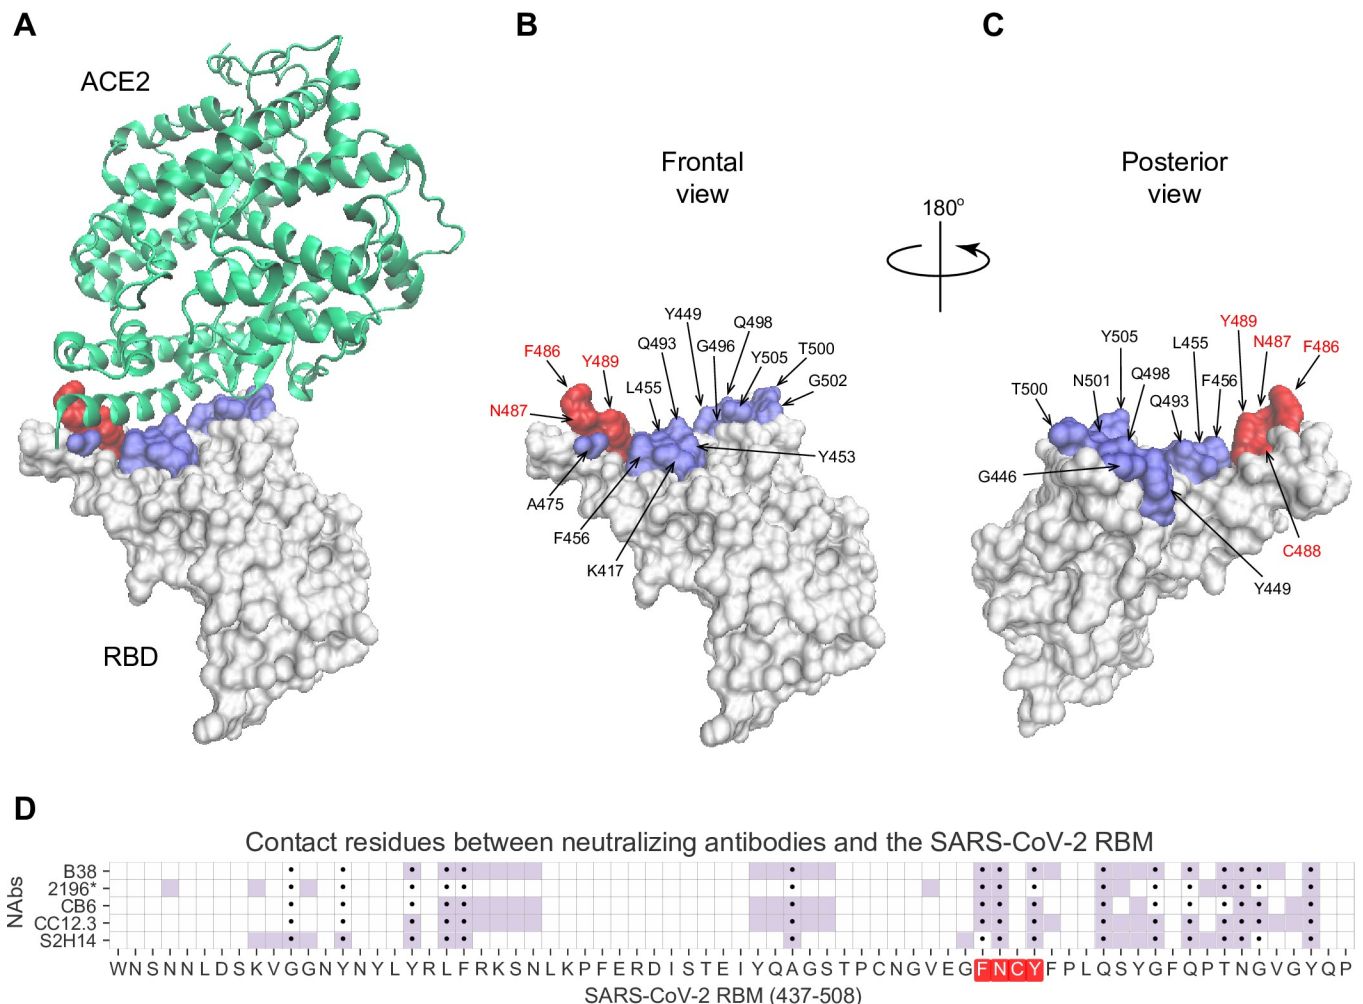 A
ACE2
RBD
B
Frontal
view
F486
Y489
N487
A475
F456
K417
L455
Q493
Y449
G496
Q498
Y505
T500
G502
Y453
180°
C
Posterior
view
T500
N501
Y505
Q498
Q493
L455
F456
Y489
N487
F486
G446
C488
Y449
D
Contact residues between neutralizing antibodies and the SARS-CoV-2 RBM
NAbs
B38
2196*
CB6
CC12.3
S2H14
W N S N N L D S K V G G N Y N Y L Y R L F R K S N L K P F E R D I S T E I Y Q A G S T P C N G V E G F N C Y F P L Q S Y G F Q P T N G V G Y Q P
SARS-CoV-2 RBM (437-508)